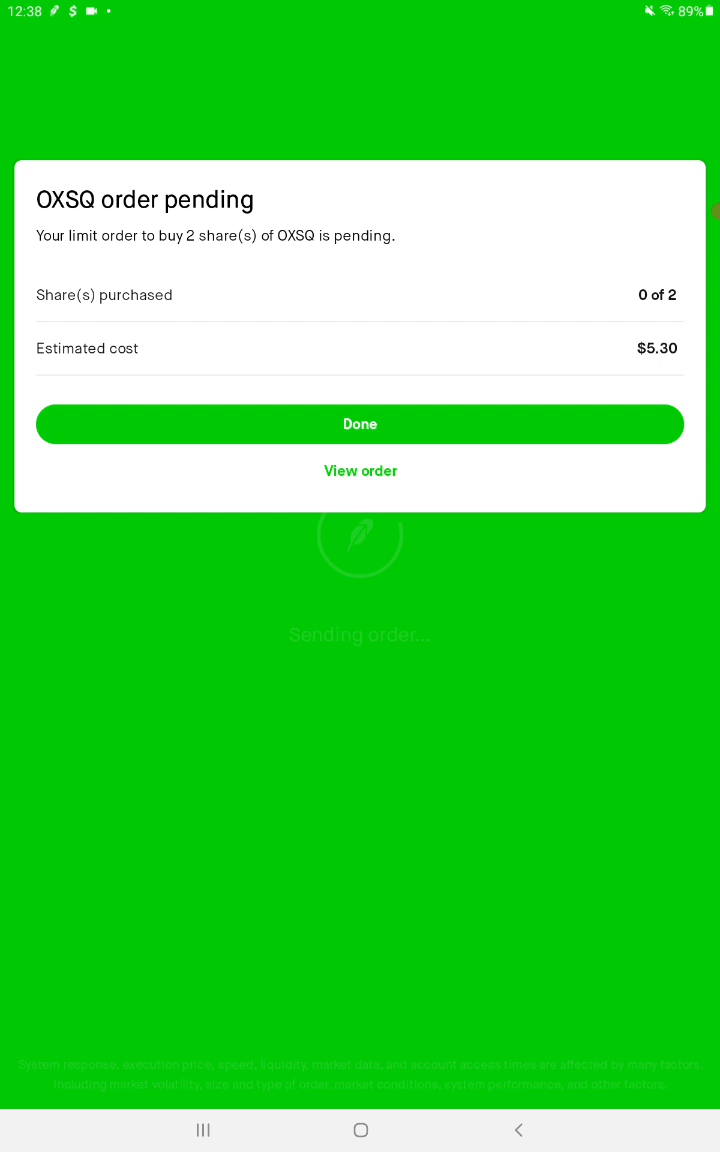 12:38 $ 89%
OXSQ order pending
Your limit order to buy 2 share(s) of OXSQ is pending.
Share(s) purchased 0 of 2
Estimated cost $5.30
Done
View order
Sending order...
System response, execution price, speed, liquidity, market data, and account access times are affected by many factors,
including market volatility, size and type of order, market conditions, system performance, and other factors.